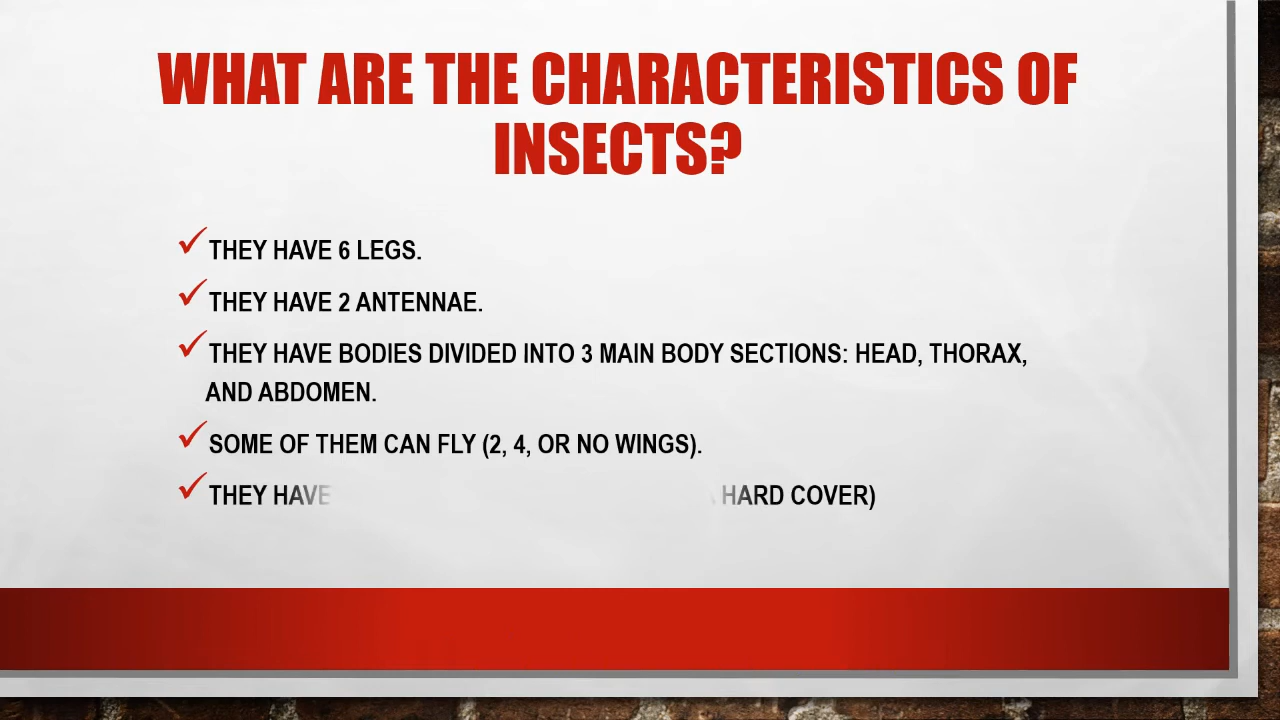 WHAT ARE THE CHARACTERISTICS OF
INSECTS?
THEY HAVE 6 LEGS.
THEY HAVE 2 ANTENNAE.
THEY HAVE BODIES DIVIDED INTO 3 MAIN BODY SECTIONS: HEAD, THORAX,
AND ABDOMEN.
SOME OF THEM CAN FLY (2, 4, OR NO WINGS).
THEY HAVE HARD COVER)